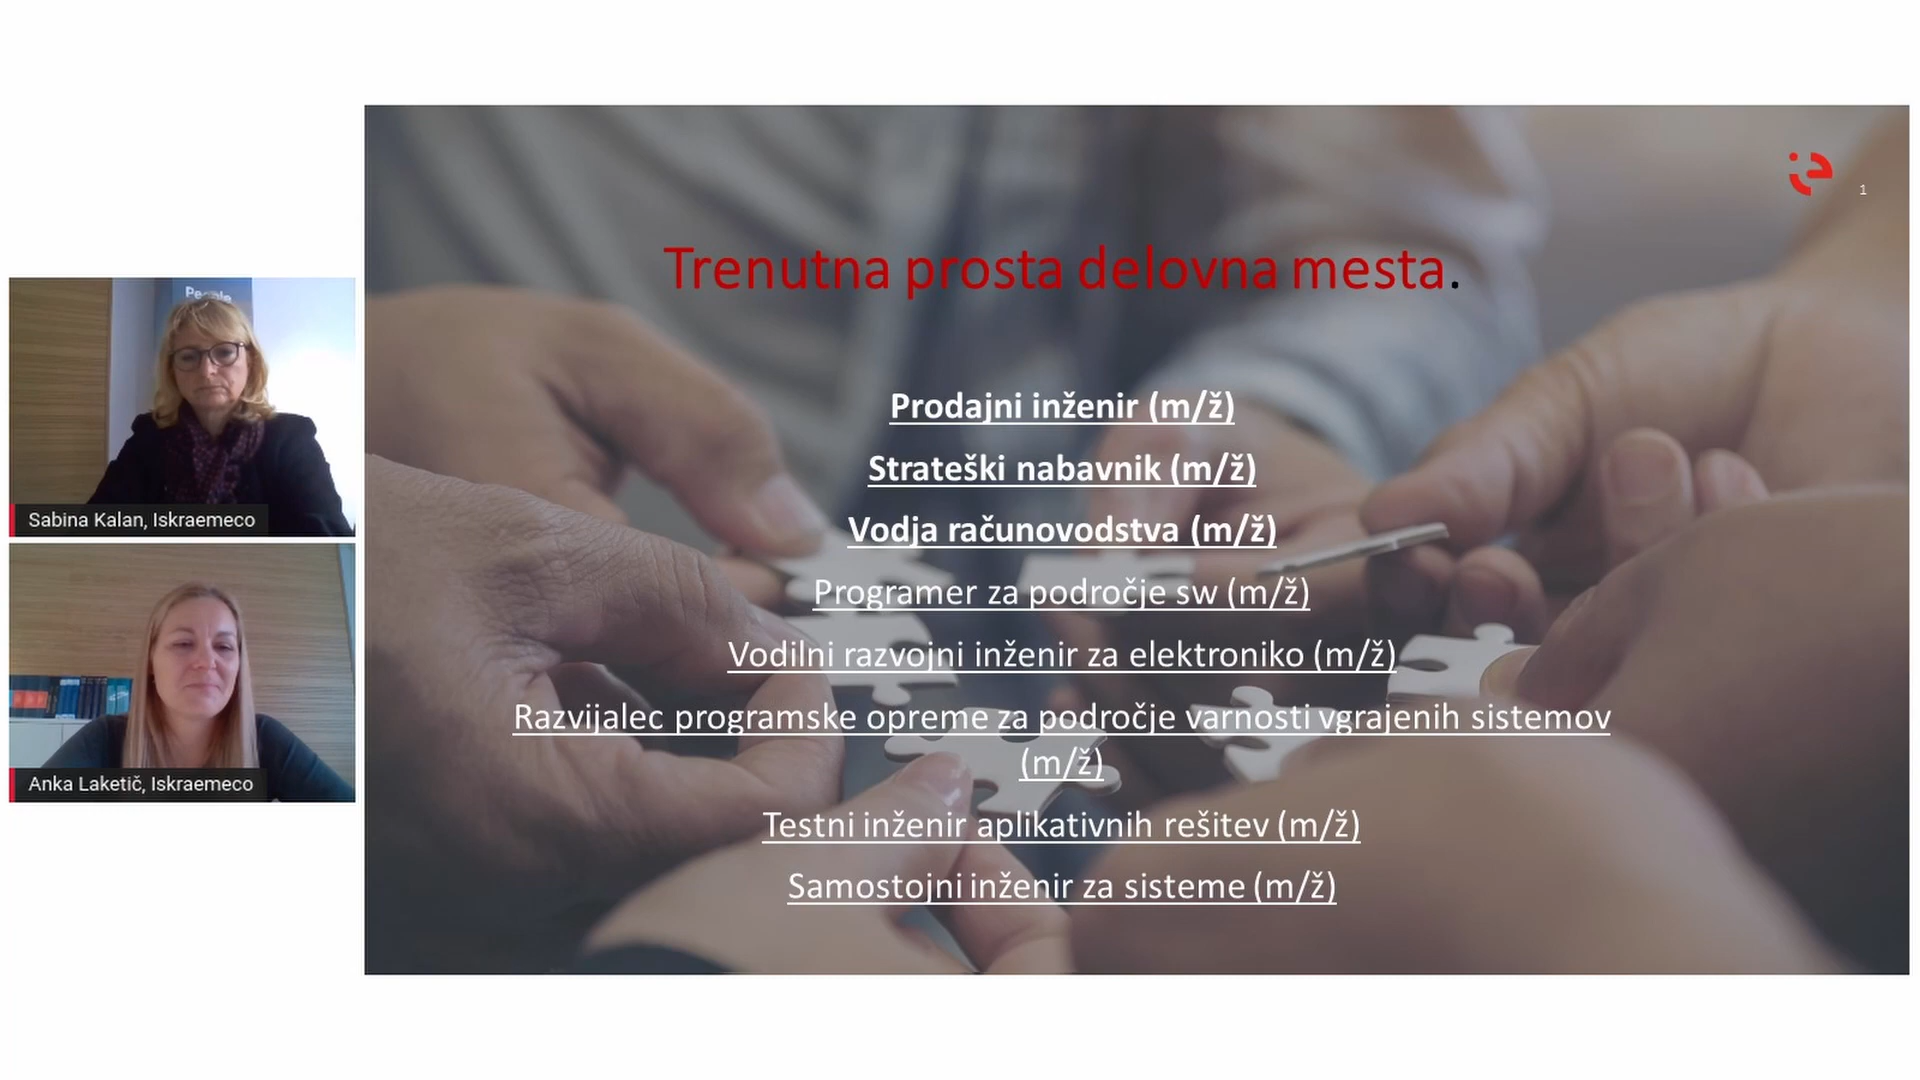 People
Sabina Kalan, Iskraemeco
Anka Laketič, Iskraemeco
1
Trenutna prosta delovna mesta.
Prodajni inženir (m/ž)
Strateški nabavnik (m/ž)
Vodja računovodstva (m/ž)
Programer za področje sw (m/ž)
Vodilni razvojni inženir za elektroniko (m/ž)
Razvijalec programske opreme za področje varnosti vgrajenih sistemov
(m/ž)
Testni inženir aplikativnih rešitev (m/ž)
Samostojni inženir za sisteme (m/ž)